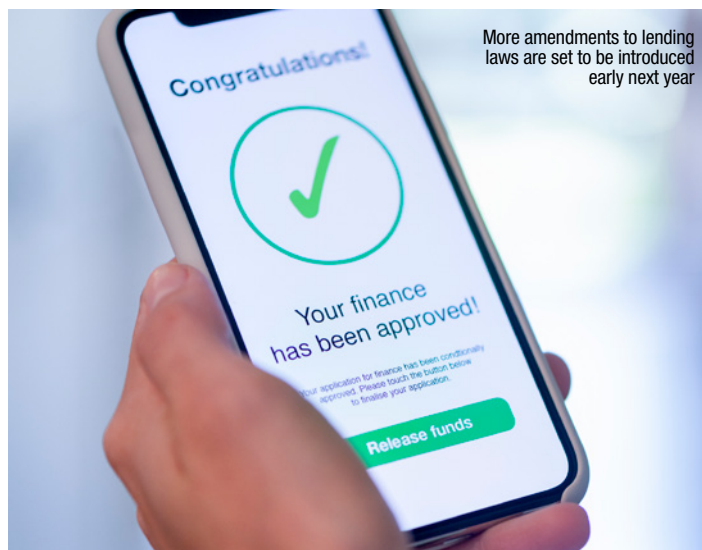 More amendments to lending
laws are set to be introduced
early next year
Congratulations!
Your finance
has been approved!
Your application for finance has been condtionally
approved. Please touch the button below
to finalise your application.
Release funds